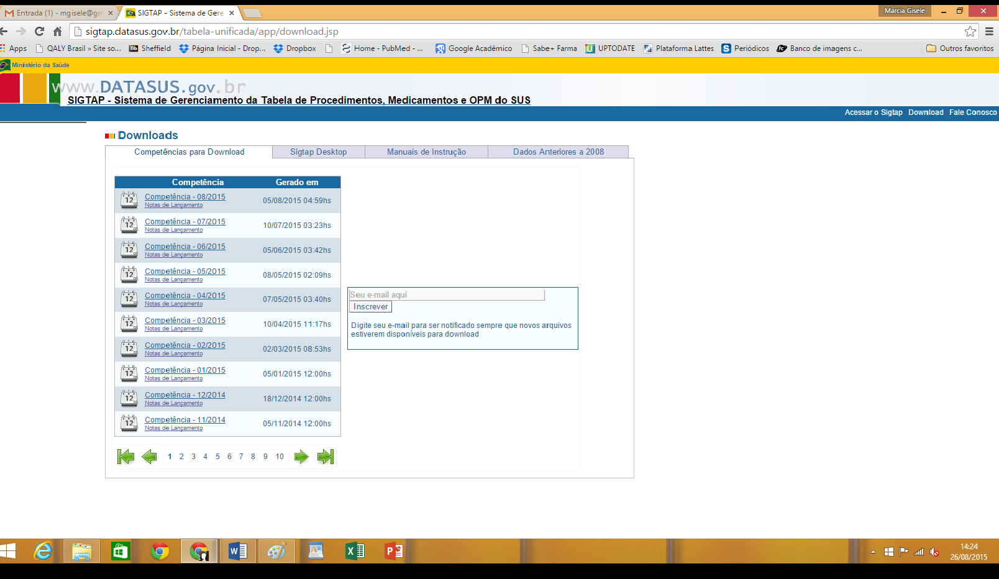 Entrada (1) - mgisele@gm
SIGTAP - Sistema de Gere
Márcia Gisele
sigtap.datasus.gov.br/tabela-unificada/app/download.jsp
Apps
QALY Brasil » Site so...
Bb Sheffield
Página Inicial - Drop...
Dropbox
Home - PubMed - ...
Google Acadêmico
Sabe+ Farma
UPTODATE
Plataforma Lattes
Periódicos
Banco de imagens c...
Outros favoritos
Ministério da Saúde
www.DATASUS.gov.br
SIGTAP - Sistema de Gerenciamento da Tabela de Procedimentos, Medicamentos e OPM do SUS
Acessar o Sigtap Download Fale Conosco
Downloads
Competências para Download
Sigtap Desktop
Manuais de Instrução
Dados Anteriores a 2008
Competência Gerado em
12 Competência - 08/2015 05/08/2015 04:59hs
Notas de Lançamento
12 Competência - 07/2015 10/07/2015 03:23hs
Notas de Lançamento
12 Competência - 06/2015 05/06/2015 03:42hs
Notas de Lançamento
12 Competência - 05/2015 08/05/2015 02:09hs
Notas de Lançamento
12 Competência - 04/2015 07/05/2015 03:40hs
Notas de Lançamento
12 Competência - 03/2015 10/04/2015 11:17hs
Notas de Lançamento
12 Competência - 02/2015 02/03/2015 08:53hs
Notas de Lançamento
12 Competência - 01/2015 05/01/2015 12:00hs
Notas de Lançamento
12 Competência - 12/2014 18/12/2014 12:00hs
Notas de Lançamento
12 Competência - 11/2014 05/11/2014 12:00hs
Notas de Lançamento
Seu e-mail aqui
Inscrever
Digite seu e-mail para ser notificado sempre que novos arquivos
estiverem disponíveis para download
1 2 3 4 5 6 7 8 9 10
14:24
26/08/2015